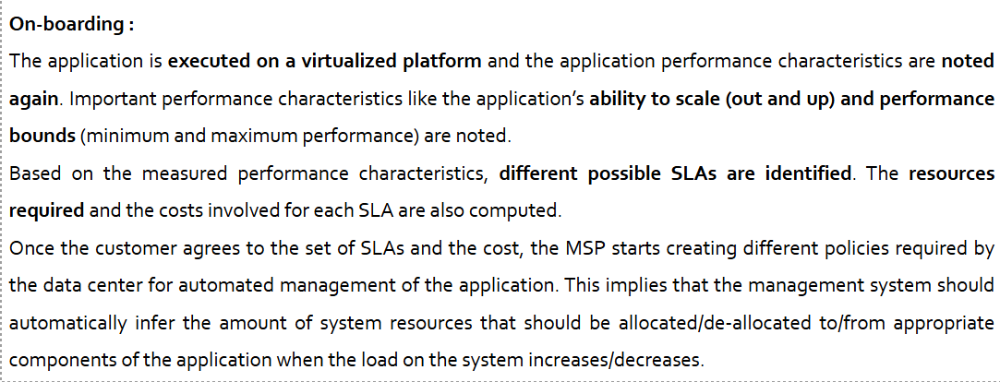 On-boarding :
The application is executed on a virtualized platform and the application performance characteristics are noted
again. Important performance characteristics like the application's ability to scale (out and up) and performance
bounds (minimum and maximum performance) are noted.
Based on the measured performance characteristics, different possible SLAs are identified. The resources
required and the costs involved for each SLA are also computed.
Once the customer agrees to the set of SLAs and the cost, the MSP starts creating different policies required by
the data center for automated management of the application. This implies that the management system should
automatically infer the amount of system resources that should be allocated/de-allocated to/from appropriate
components of the application when the load on the system increases/decreases.